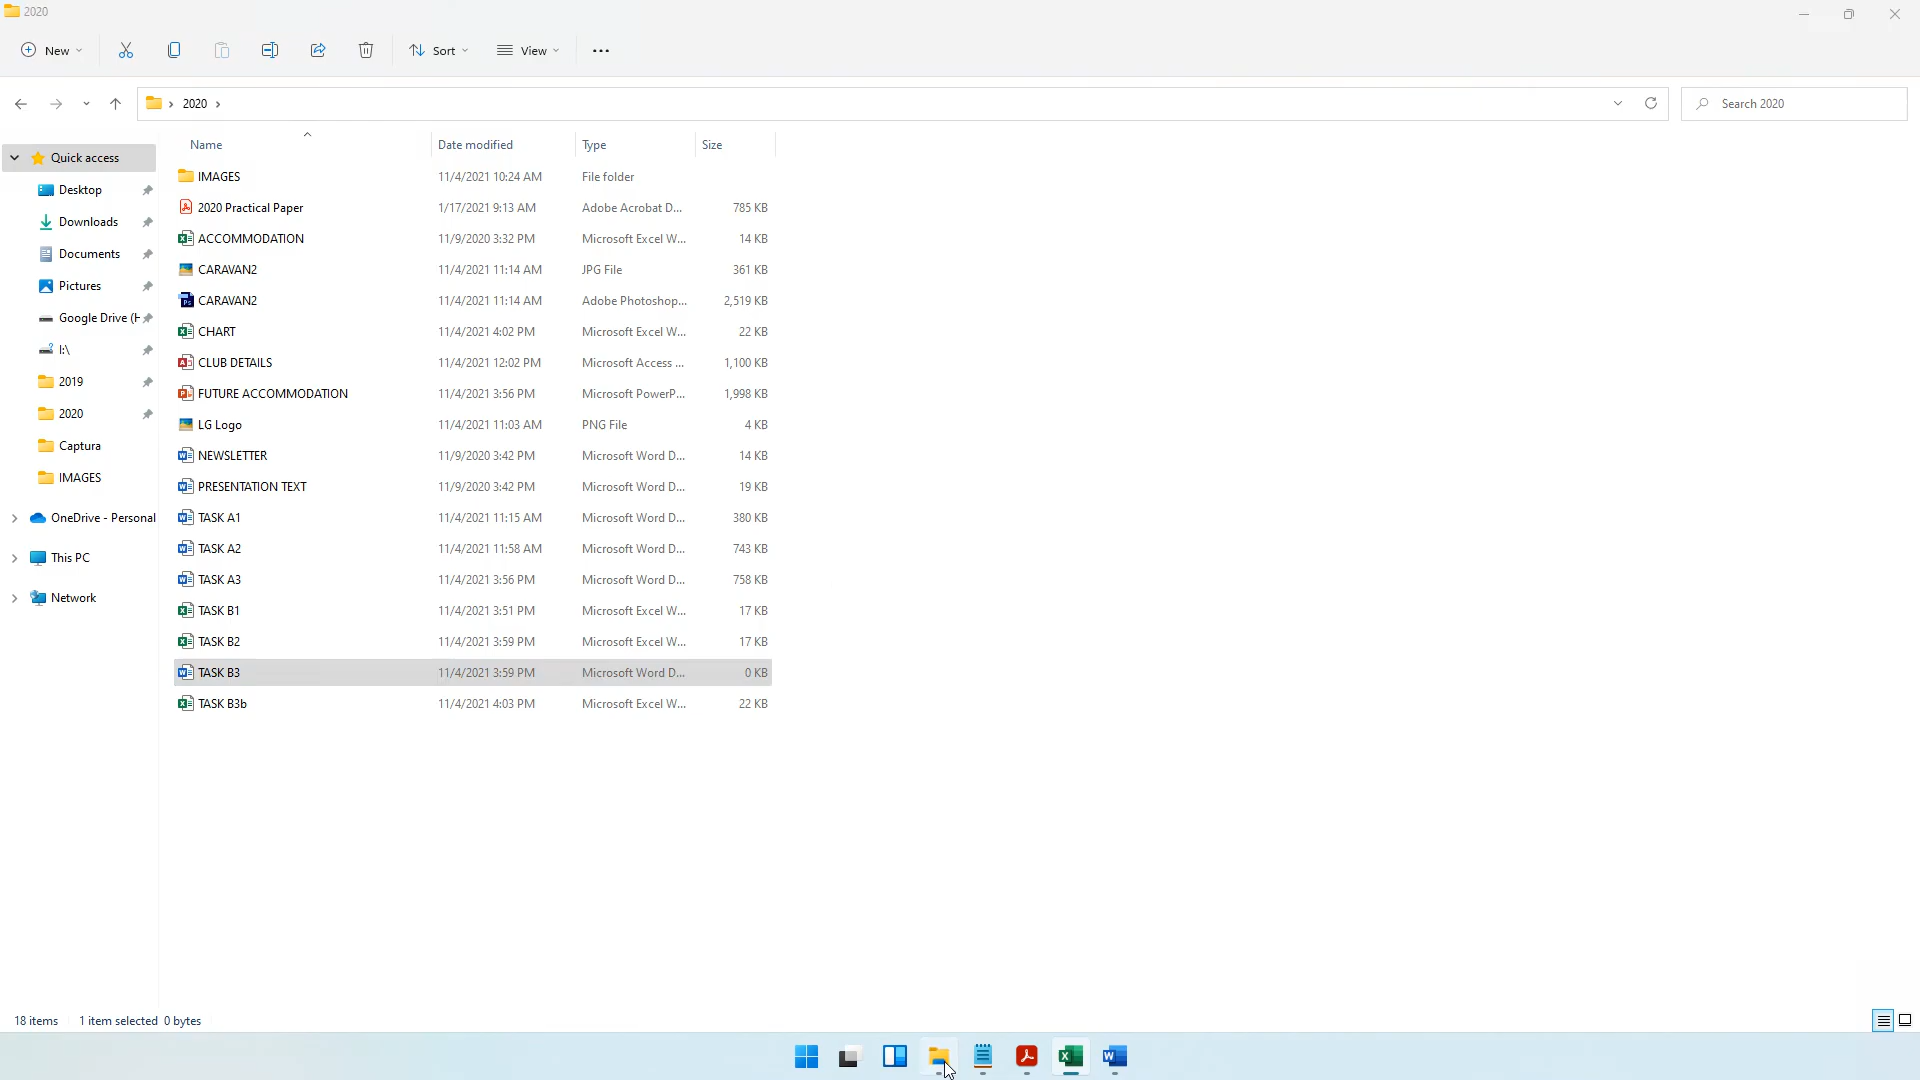 2020
New Sort View
2020 Search 2020
Name Date modified Type Size
Quick access
Desktop
Downloads
Documents
Pictures
Google Drive (H
I:\
2019
2020
Captura
IMAGES
OneDrive - Personal
This PC
Network
IMAGES 11/4/2021 10:24 AM File folder
2020 Practical Paper 1/17/2021 9:13 AM Adobe Acrobat D... 785 KB
ACCOMMODATION 11/9/2020 3:32 PM Microsoft Excel W... 14 KB
CARAVAN2 11/4/2021 11:14 AM JPG File 361 KB
CARAVAN2 11/4/2021 11:14 AM Adobe Photoshop... 2,519 KB
CHART 11/4/2021 4:02 PM Microsoft Excel W... 22 KB
CLUB DETAILS 11/4/2021 12:02 PM Microsoft Access ... 1,100 KB
FUTURE ACCOMMODATION 11/4/2021 3:56 PM Microsoft PowerP... 1,998 KB
LG Logo 11/4/2021 11:03 AM PNG File 4 KB
NEWSLETTER 11/9/2020 3:42 PM Microsoft Word D... 14 KB
PRESENTATION TEXT 11/9/2020 3:42 PM Microsoft Word D... 19 KB
TASK A1 11/4/2021 11:15 AM Microsoft Word D... 380 KB
TASK A2 11/4/2021 11:58 AM Microsoft Word D... 743 KB
TASK A3 11/4/2021 3:56 PM Microsoft Word D... 758 KB
TASK B1 11/4/2021 3:51 PM Microsoft Excel W... 17 KB
TASK B2 11/4/2021 3:59 PM Microsoft Excel W... 17 KB
TASK B3 11/4/2021 3:59 PM Microsoft Word D... 0 KB
TASK B3b 11/4/2021 4:03 PM Microsoft Excel W... 22 KB
18 items 1 item selected 0 bytes